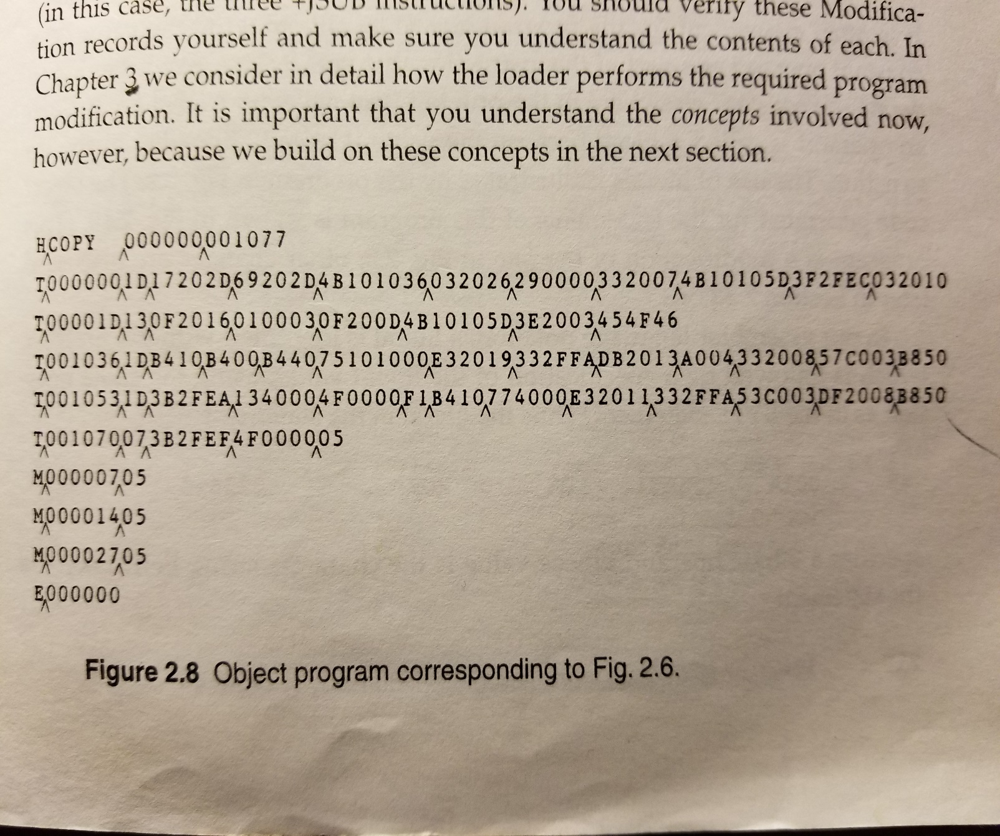 (in this case, the three +JSUB instructions). You should verify these Modifica-
tion records yourself and make sure you understand the contents of each. In
Chapter 3 we consider in detail how the loader performs the required program
modification. It is important that you understand the concepts involved now,
however, because we build on these concepts in the next section.
H^COPY  ^000000^001077
T^000000^1D^17202D^69202D^4B101036^032026^290000^332007^4B10105D^3F2FEC^032010
T^00001D^13^0F2016^010003^0F200D^4B10105D^3E2003^454F46
T^001036^1D^B410^B400^B440^75101000^E32019^332FFA^DB2013^A004^332008^57C003^B850
T^001053^1D^3B2FEA^134000^4F0000^F1^B410^774000^E32011^332FFA^53C003^DF2008^B850
T^001070^07^3B2FEF^4F0000^05
M^000007^05
M^000014^05
M^000027^05
E^000000
Figure 2.8 Object program corresponding to Fig. 2.6.